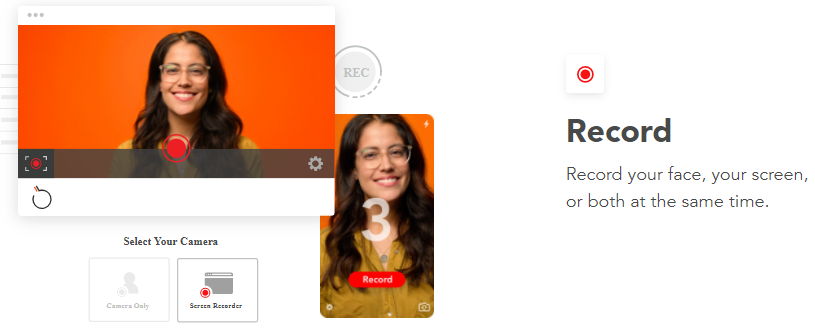 REC
3
Record
Select Your Camera
Camera Only
Screen Recorder
Record
Record your face, your screen,
or both at the same time.